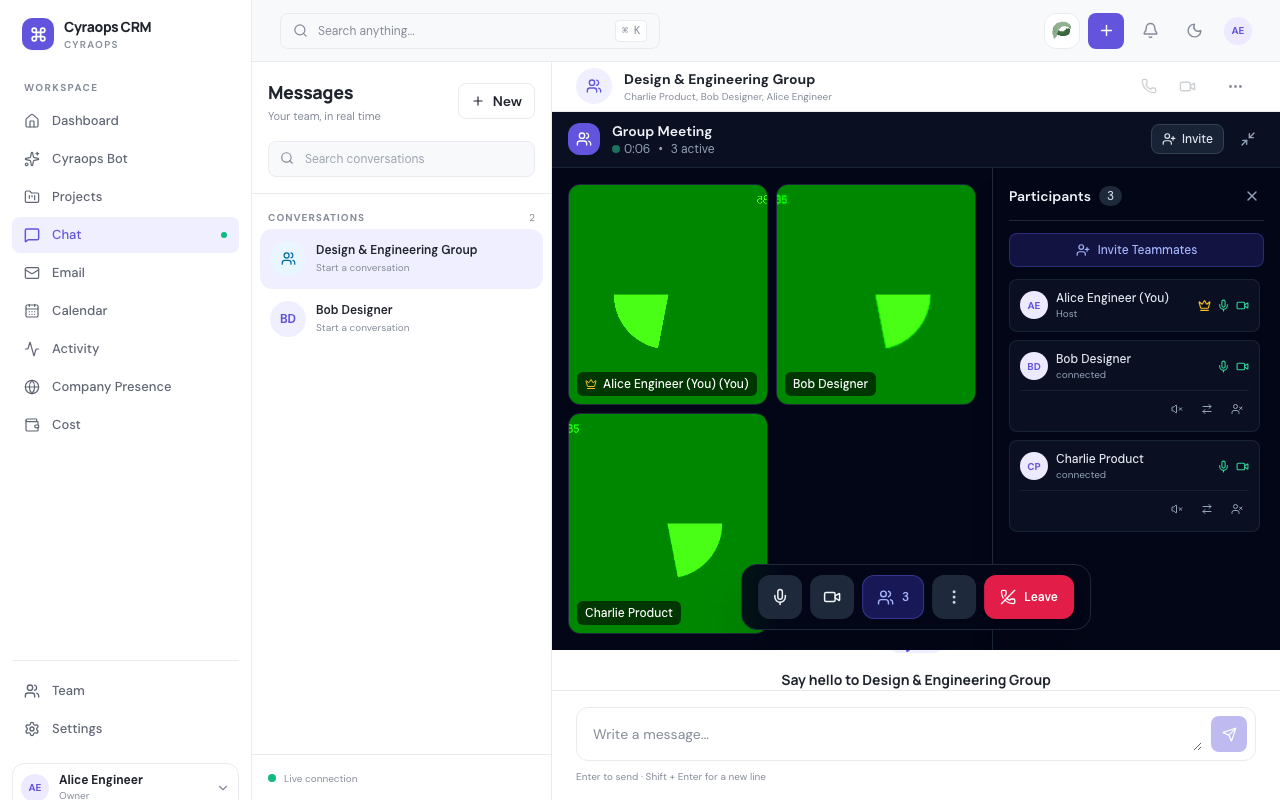 Cyraops CRM
CYRAOPS
Search anything...
⌘ K
AE
WORKSPACE
Dashboard
Cyraops Bot
Projects
Chat
Email
Calendar
Activity
Company Presence
Cost
Team
Settings
AE
Alice Engineer
Owner
Messages
Your team, in real time
New
Search conversations
CONVERSATIONS
2
Design & Engineering Group
Start a conversation
BD
Bob Designer
Start a conversation
Live connection
Design & Engineering Group
Charlie Product, Bob Designer, Alice Engineer
Group Meeting
0:06 • 3 active
Invite
Alice Engineer (You) (You)
Bob Designer
Charlie Product
Participants
3
Invite Teammates
AE
Alice Engineer (You)
Host
BD
Bob Designer
connected
CP
Charlie Product
connected
3
Leave
Say hello to Design & Engineering Group
Write a message...
Enter to send · Shift + Enter for a new line